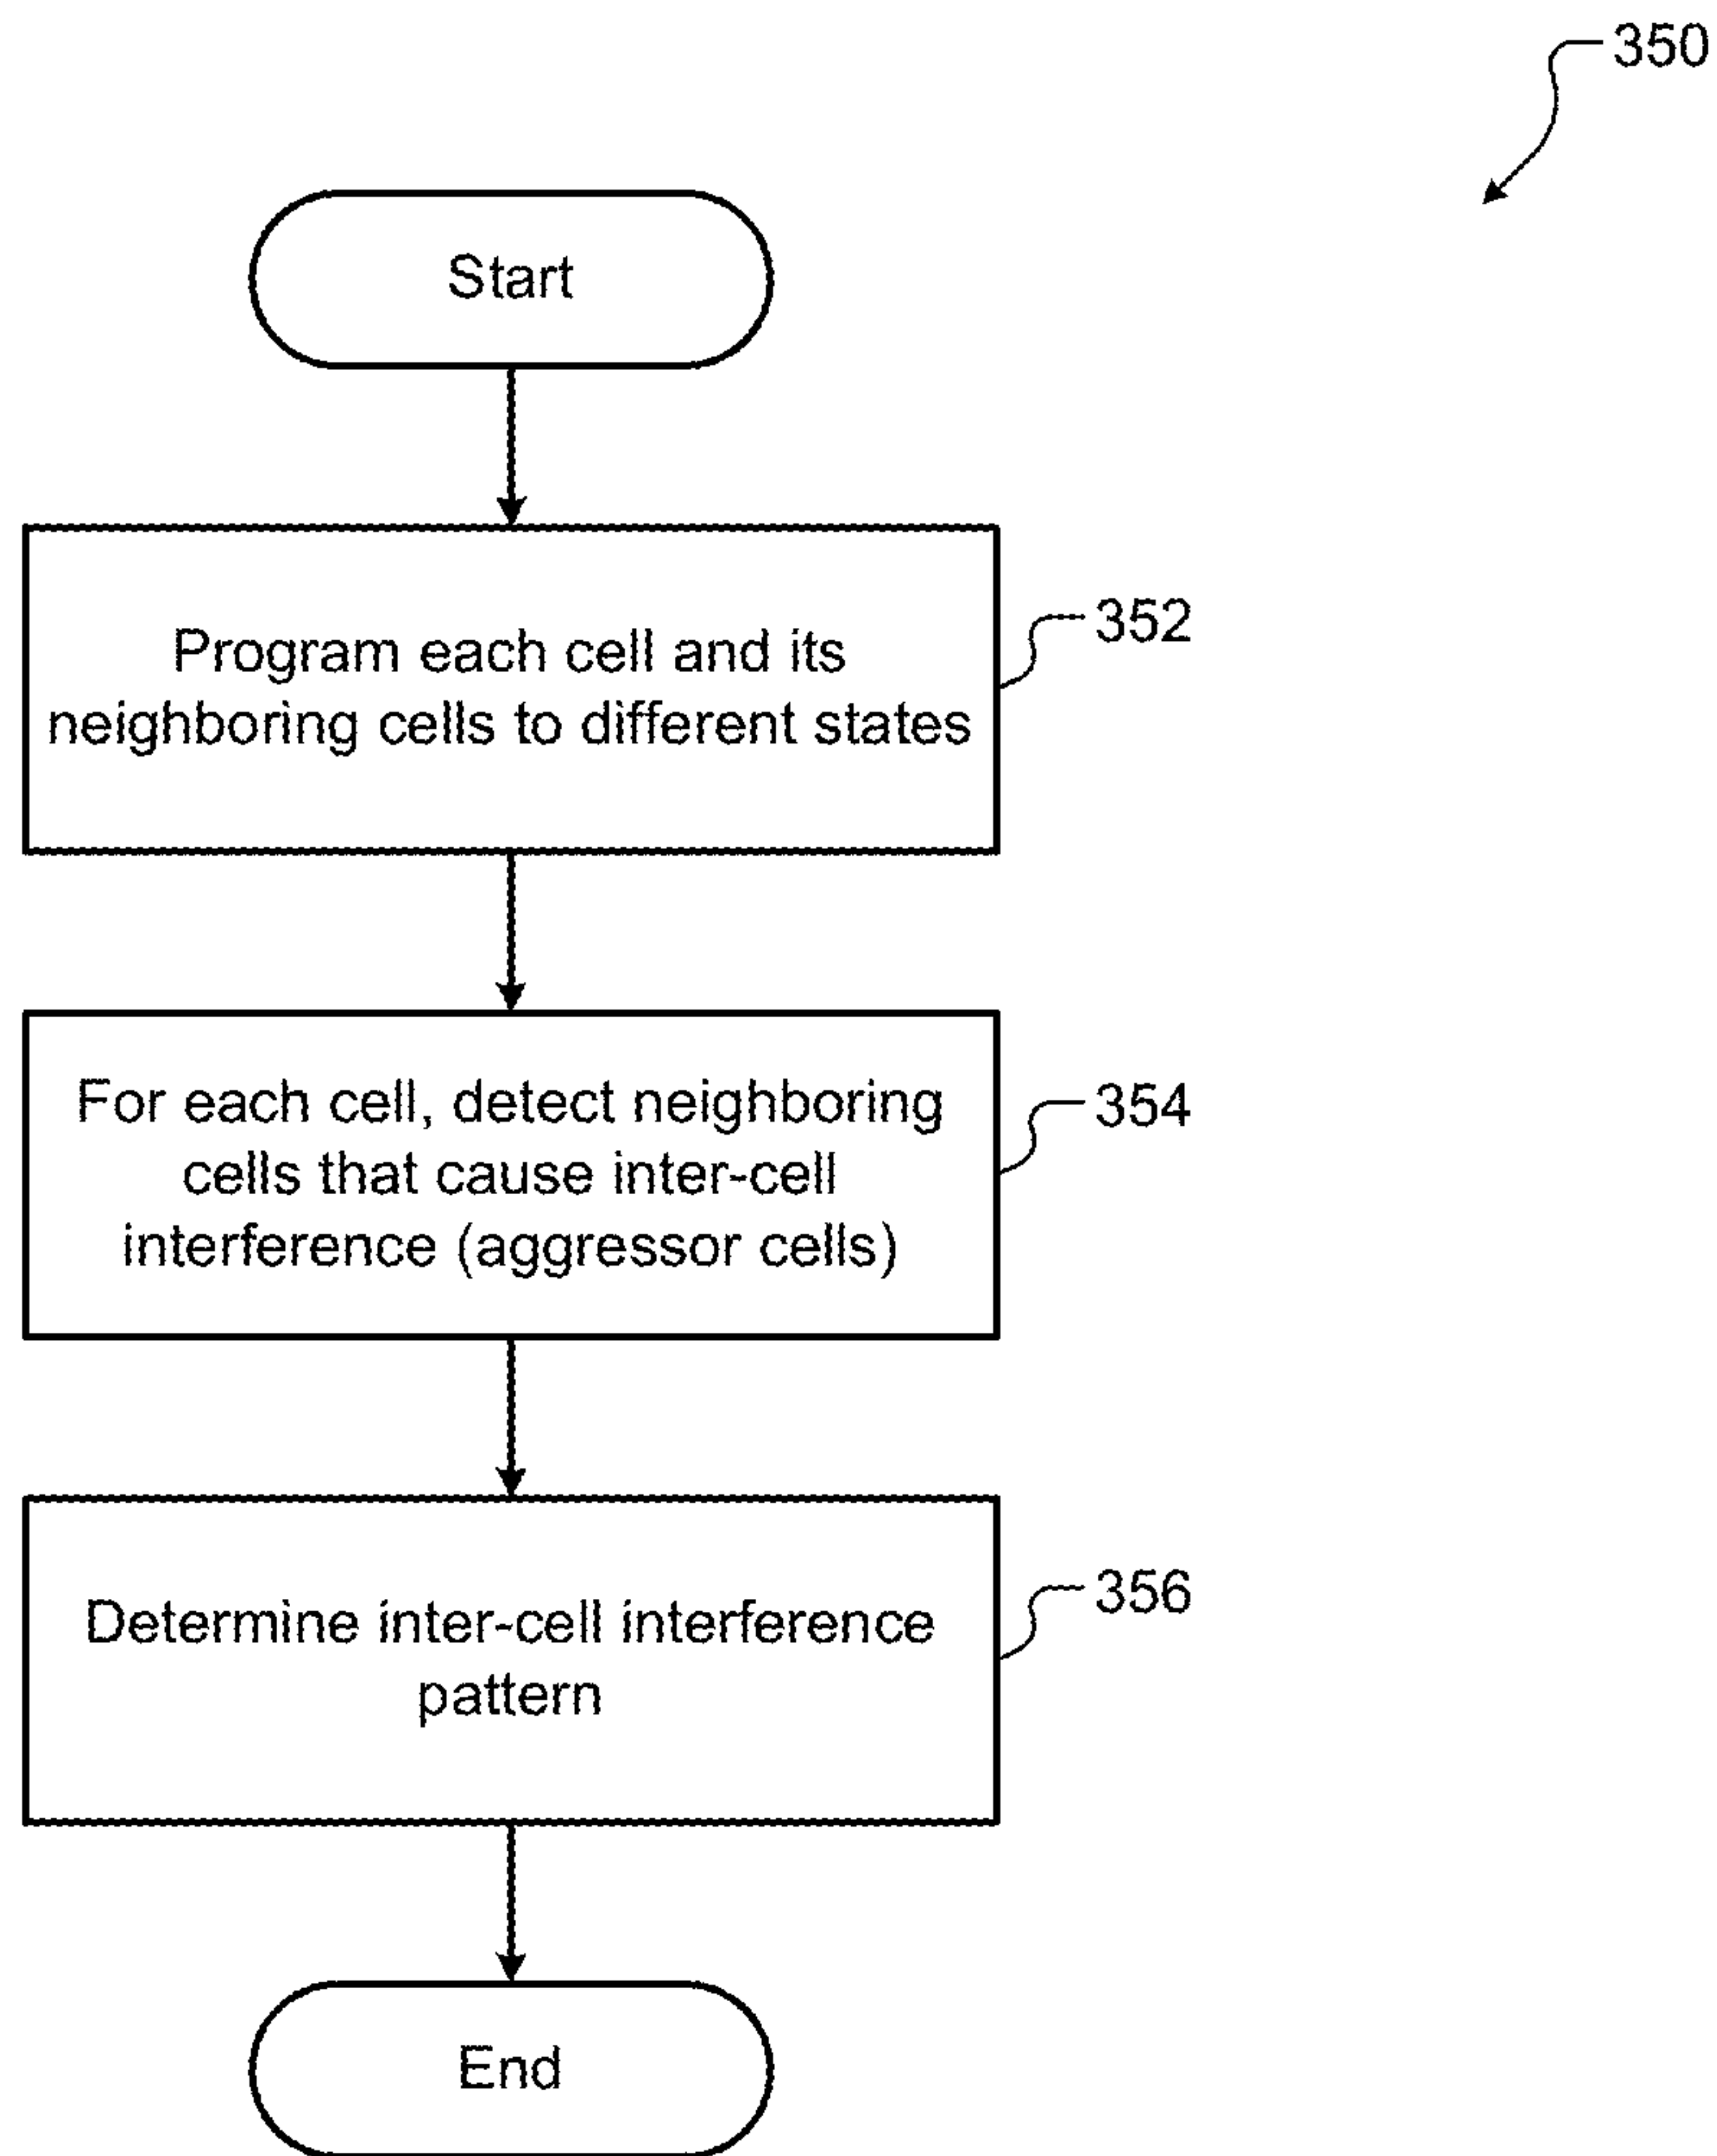 350
Start
Program each cell and its
neighboring cells to different states
352
For each cell, detect neighboring
cells that cause inter-cell
interference (aggressor cells)
354
Determine inter-cell interference
pattern
356
End